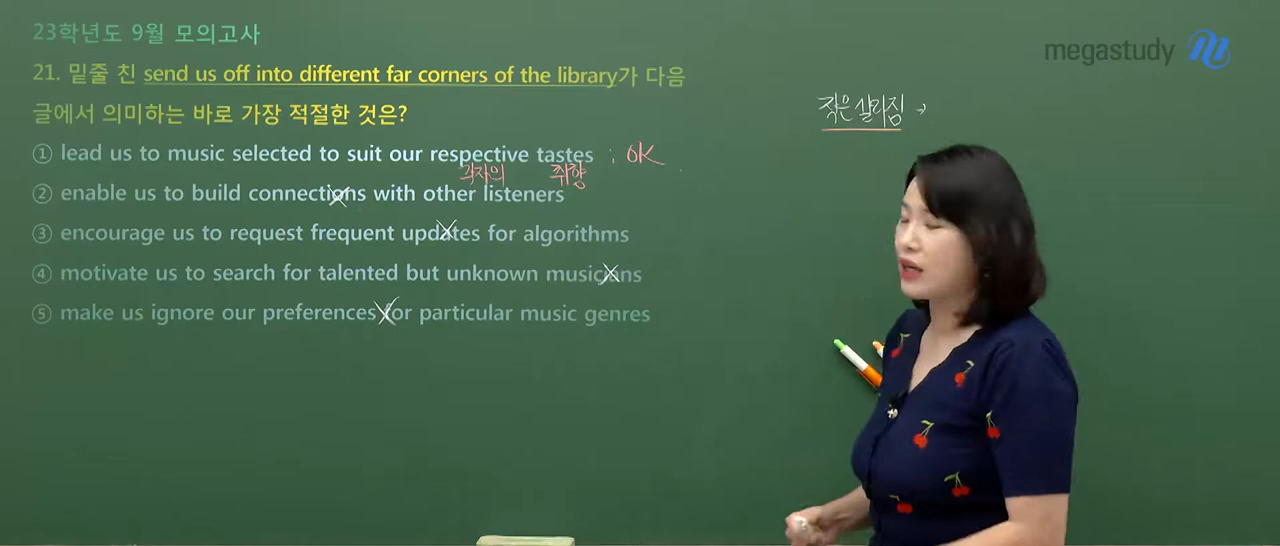 23학년도 9월 모의고사
megastudy
21. 밑줄 친 send us off into different far corners of the library가 다음
글에서 의미하는 바로 가장 적절한 것은?
작은 살라짐 →
① lead us to music selected to suit our respective tastes : OK
각자의 취향
② enable us to build connections with other listeners
③ encourage us to request frequent updates for algorithms
④ motivate us to search for talented but unknown musicians
⑤ make us ignore our preferences for particular music genres